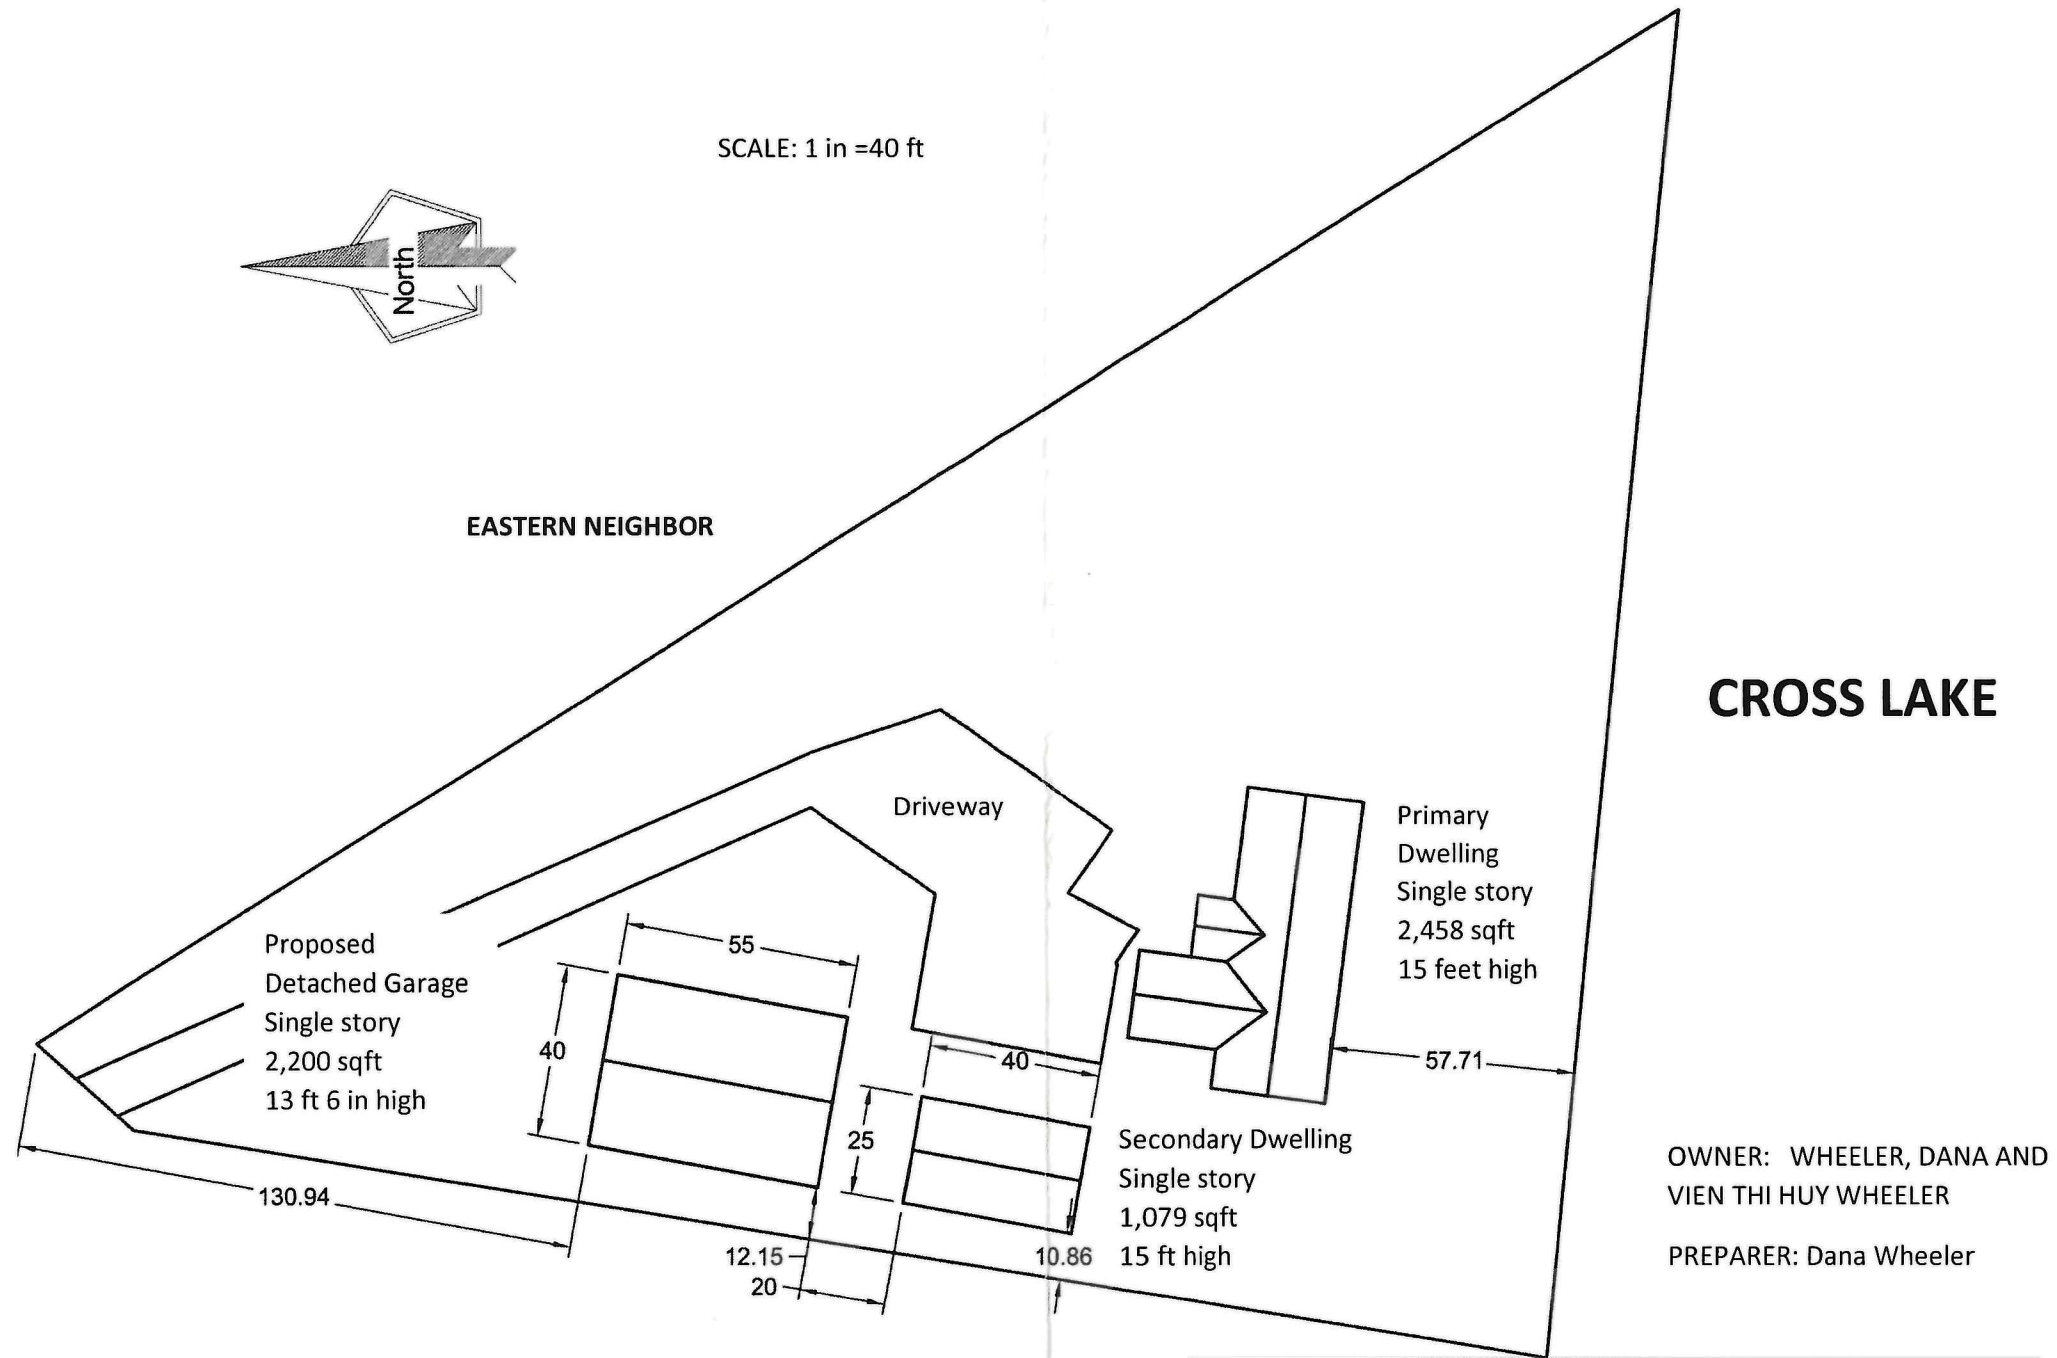 SCALE: 1 in =40 ft
North
EASTERN NEIGHBOR
CROSS LAKE
Driveway
Primary
Dwelling
Single story
2,458 sqft
15 feet high
Proposed
Detached Garage
Single story
2,200 sqft
13 ft 6 in high
55
40
40
57.71
25
Secondary Dwelling
Single story
1,079 sqft
15 ft high
130.94
12.15
20
10.86
OWNER: WHEELER, DANA AND
VIEN THI HUY WHEELER
PREPARER: Dana Wheeler